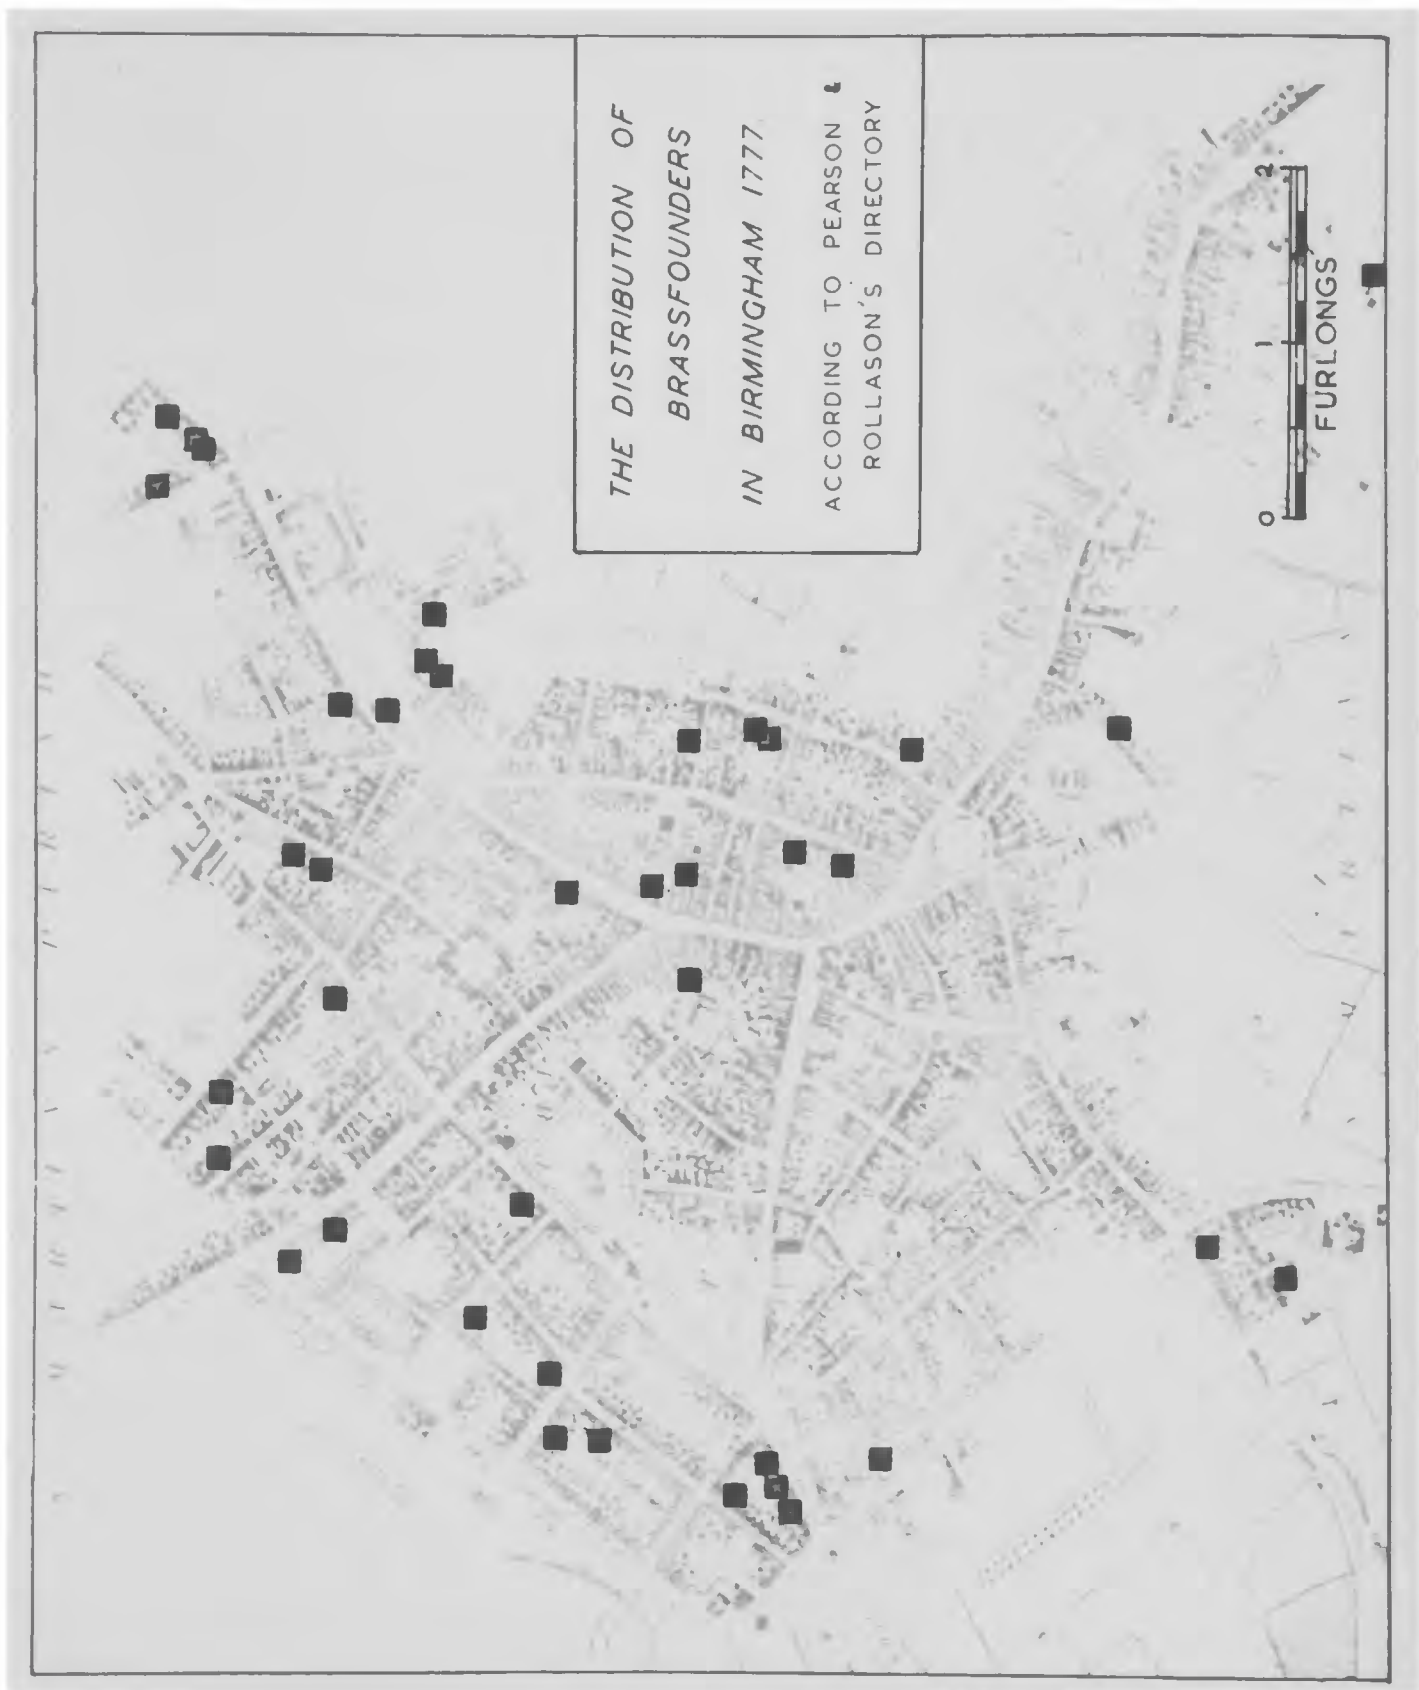 THE DISTRIBUTION OF
BRASSFOUNDERS
IN BIRMINGHAM 1777
ACCORDING TO PEARSON &
ROLLASON'S DIRECTORY
0 1 2
FURLONGS